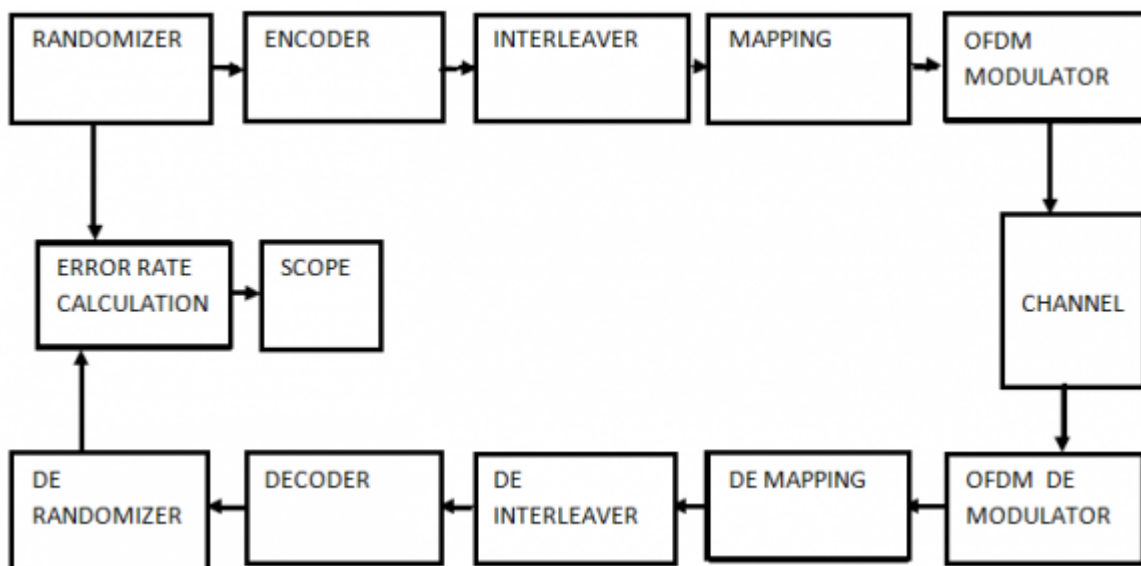 RANDOMIZER
ENCODER
INTERLEAVER
MAPPING
OFDM
MODULATOR
ERROR RATE
CALCULATION
SCOPE
CHANNEL
DE
RANDOMIZER
DECODER
DE
INTERLEAVER
DE MAPPING
OFDM DE
MODULATOR